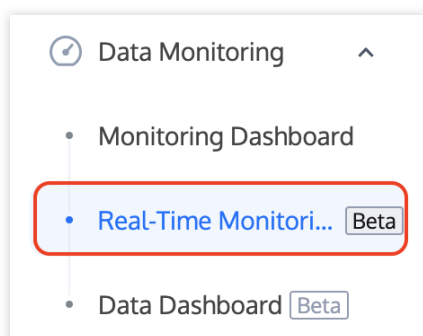 Data Monitoring
Monitoring Dashboard
Real-Time Monitori... Beta
Data Dashboard Beta